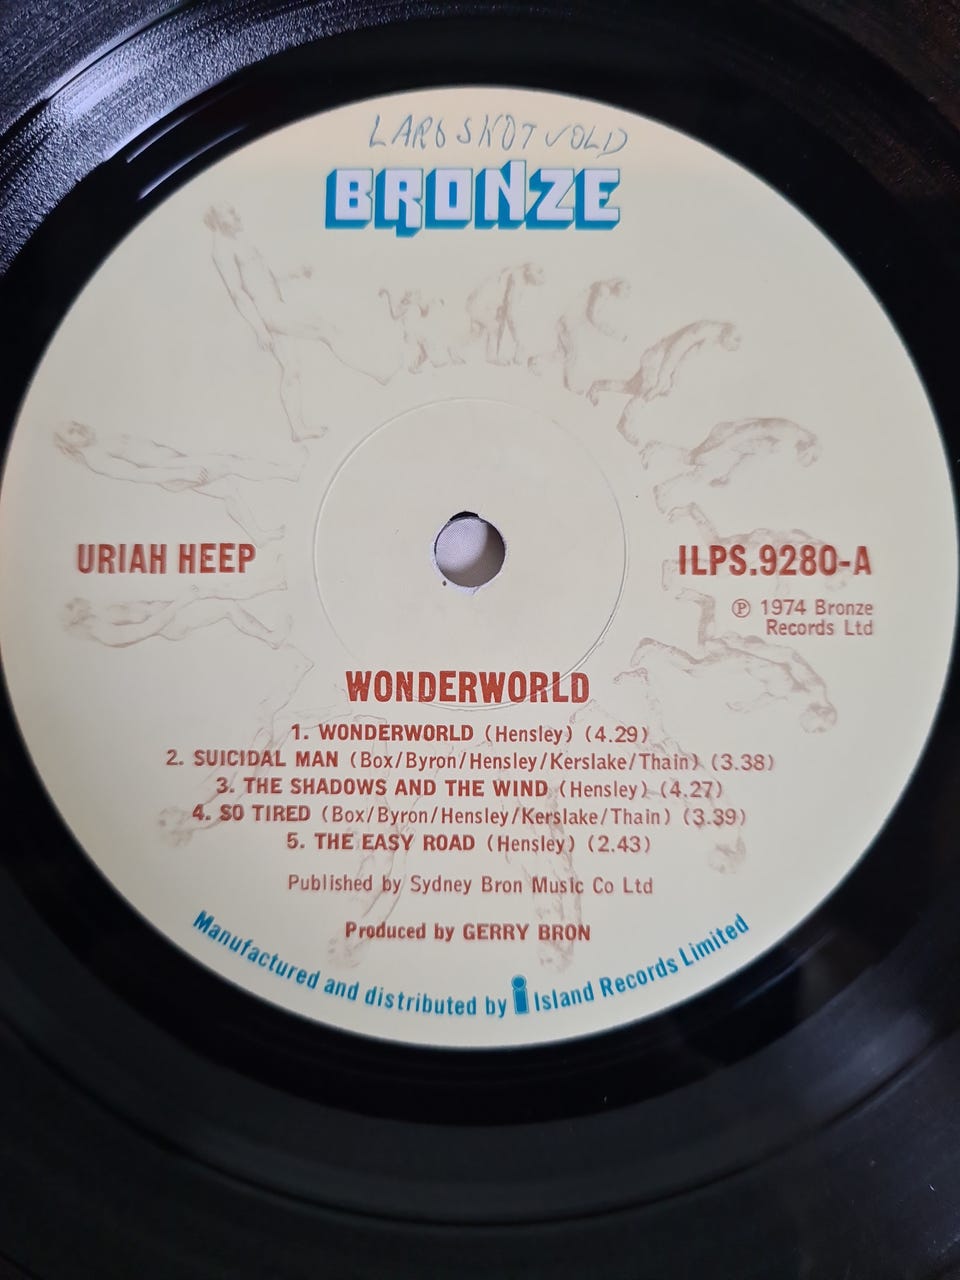 LARS SKOTVOLD
BRONZE
URIAH HEEP
ILPS.9280-A
℗ 1974 Bronze
Records Ltd
WONDERWORLD
1. WONDERWORLD (Hensley) (4.29)
2. SUICIDAL MAN (Box/Byron/Hensley/Kerslake/Thain) (3.38)
3. THE SHADOWS AND THE WIND (Hensley) (4.27)
4. SO TIRED (Box/Byron/Hensley/Kerslake/Thain) (3.39)
5. THE EASY ROAD (Hensley) (2.43)
Published by Sydney Bron Music Co Ltd
Produced by GERRY BRON
Manufactured and distributed by i Island Records Limited